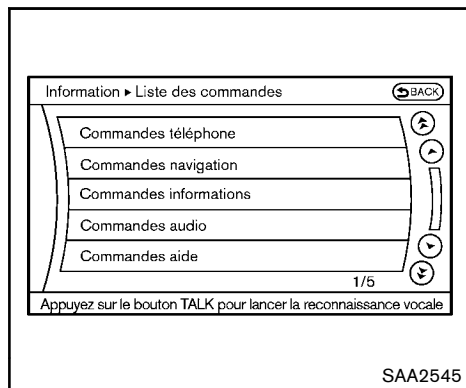 Information ▸ Liste des commandes BACK
Commandes téléphone
Commandes navigation
Commandes informations
Commandes audio
Commandes aide
1/5
Appuyez sur le bouton TALK pour lancer la reconnaissance vocale
SAA2545